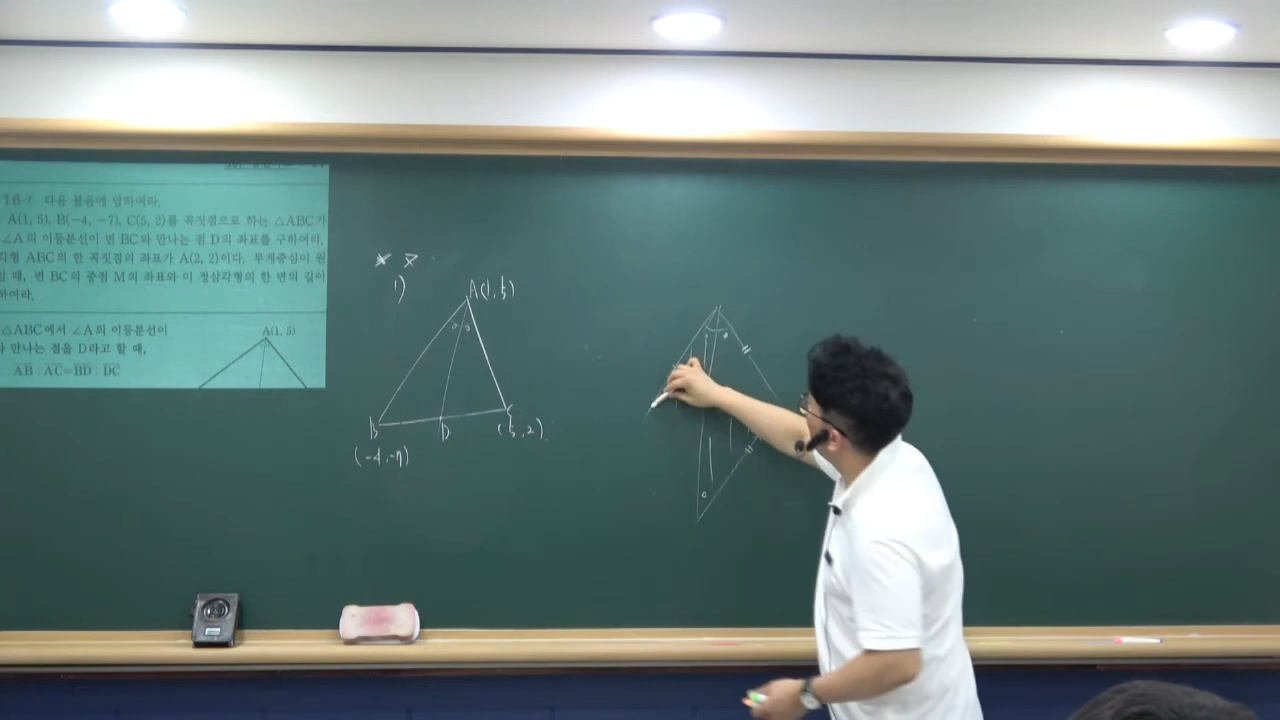 16 다음 물음에 답하여라.
A(1, 5), B(−4, −7), C(5, 2)를 꼭짓점으로 하는 △ABC가
∠A의 이등분선이 변 BC와 만나는 점 D의 좌표를 구하여라.
각형 ABC의 한 꼭짓점의 좌표가 A(2, 2)이다. 무게중심이 원
일 때, 변 BC의 중점 M의 좌표와 이 정삼각형의 한 변의 길이
하여라.
△ABC에서 ∠A의 이등분선이
만나는 점을 D라고 할 때,
AB : AC=BD : DC
A(1, 5)
1)
A(1, 5)
B
D
C
(5, 2)
(-4, -7)